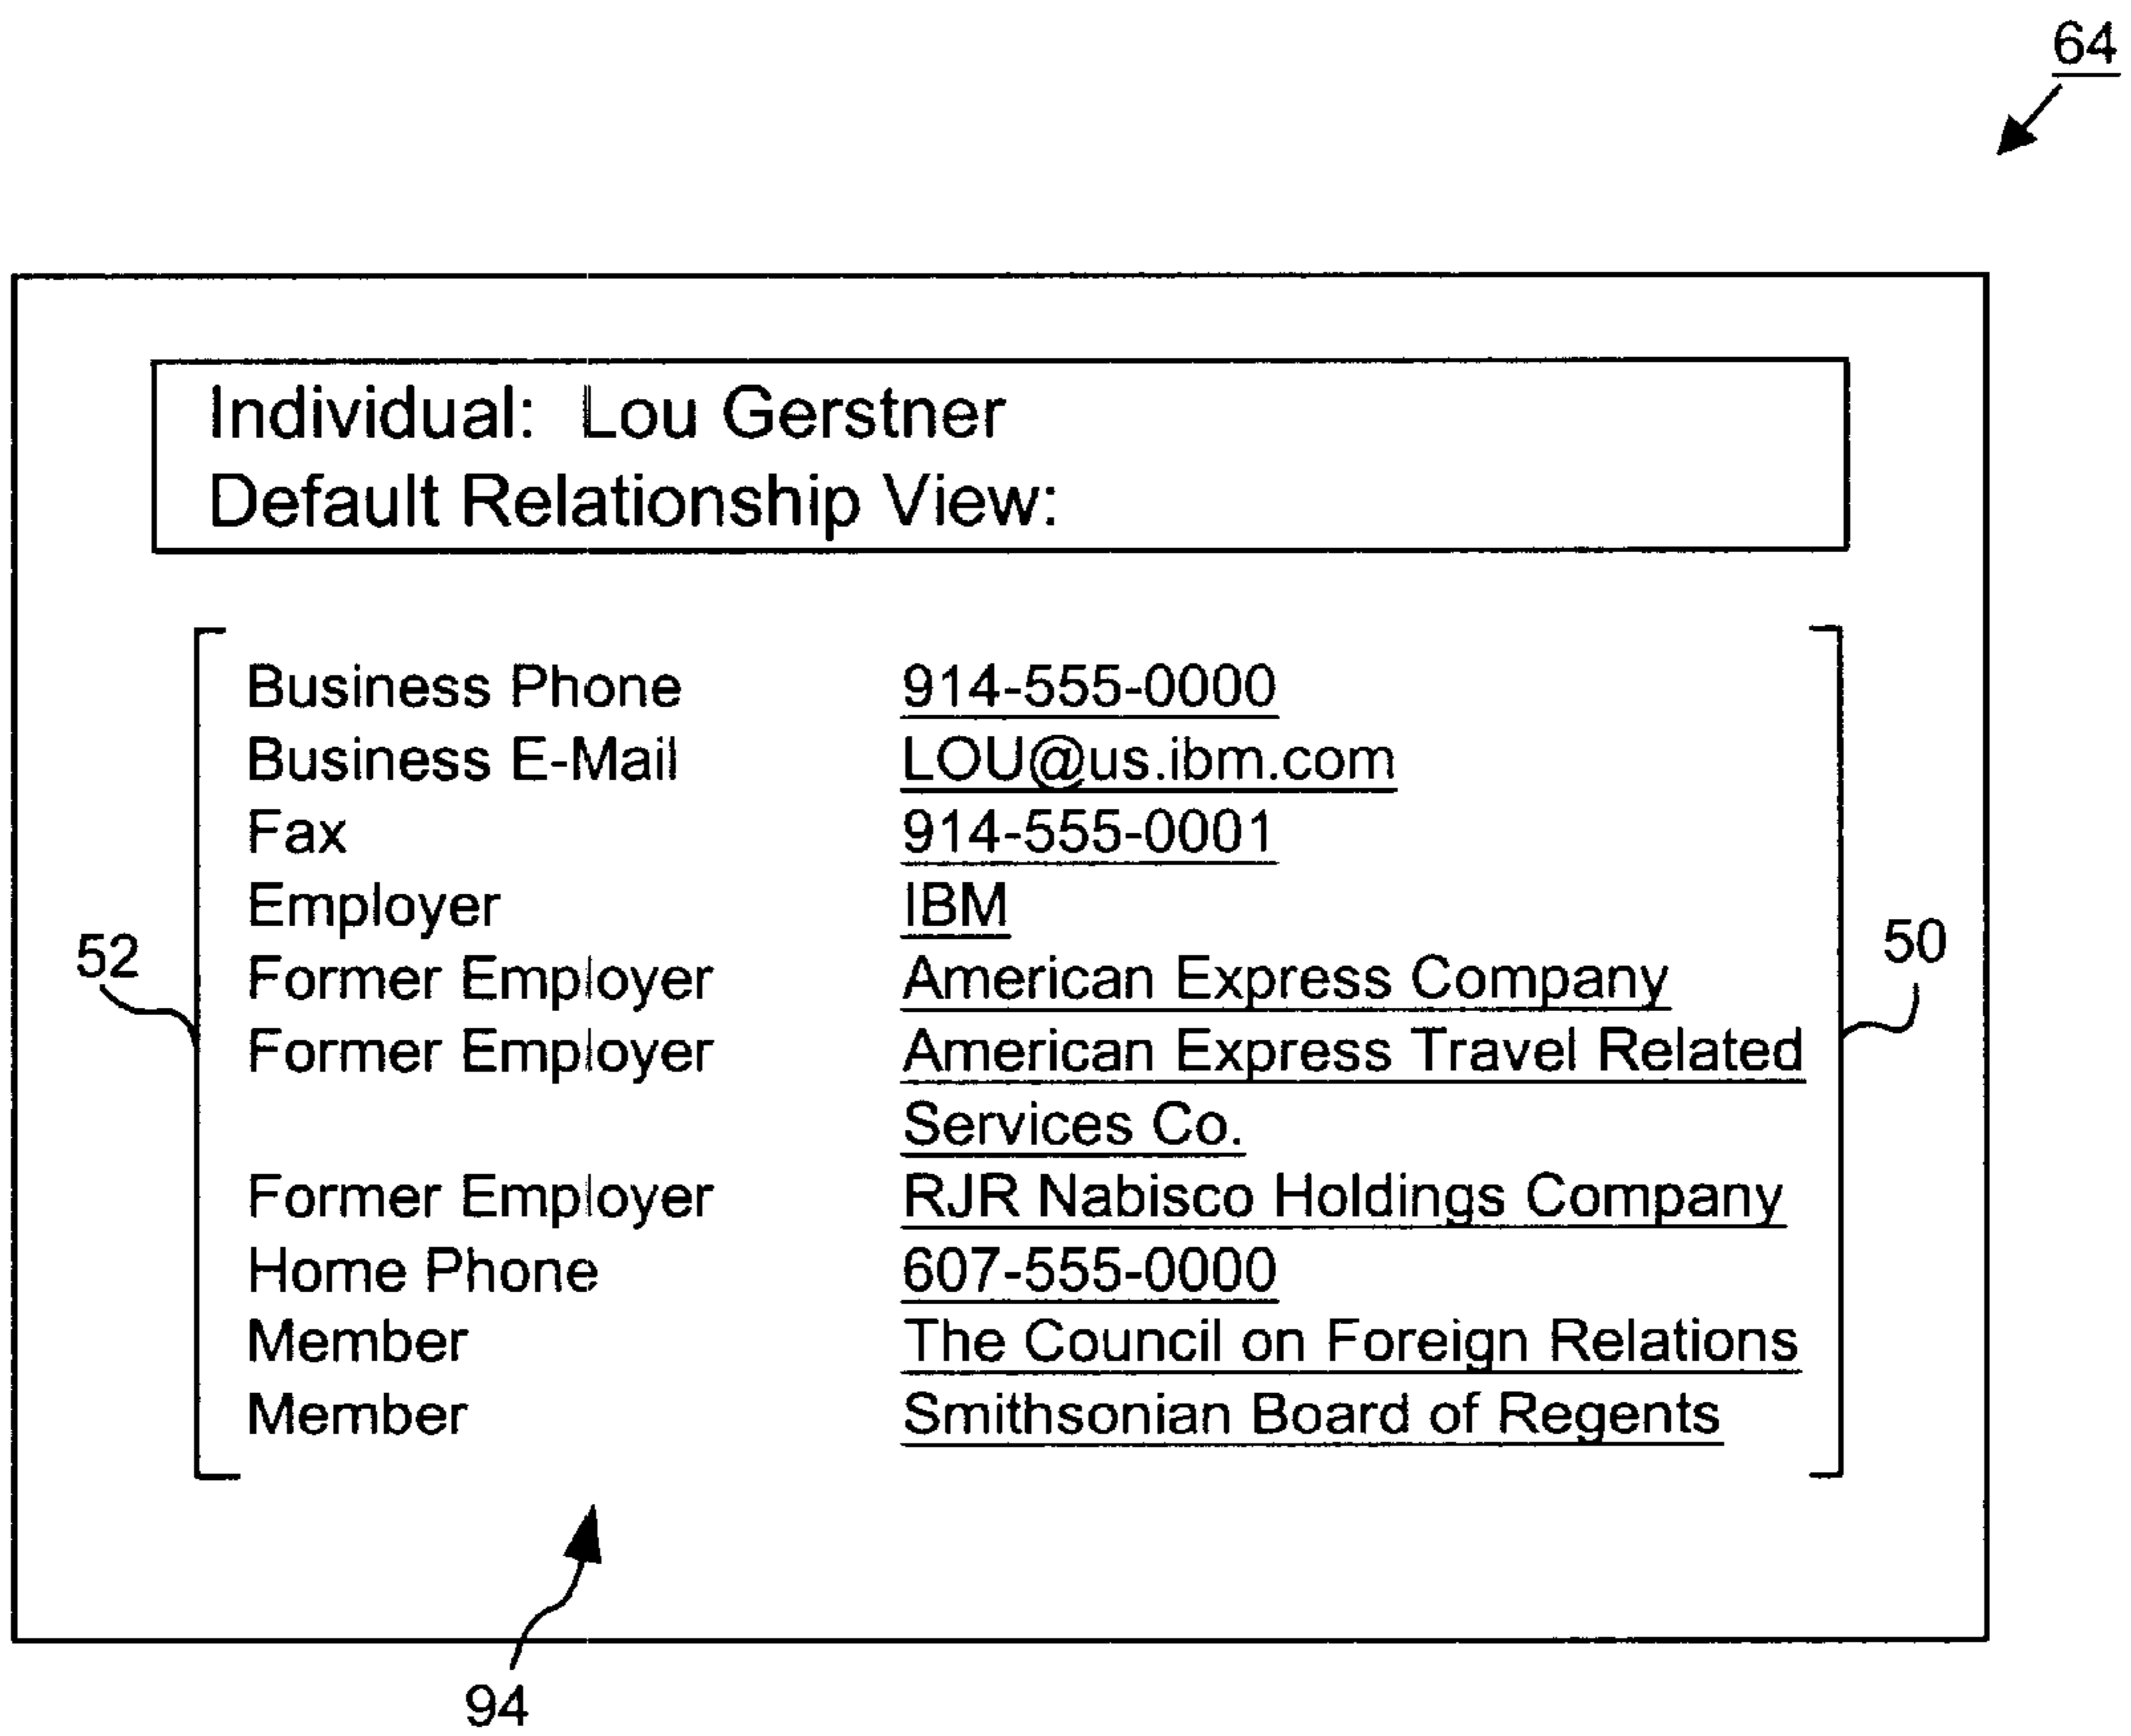 64
Individual: Lou Gerstner
Default Relationship View:
Business Phone 914-555-0000
Business E-Mail LOU@us.ibm.com
Fax 914-555-0001
Employer IBM
52
50
Former Employer American Express Company
Former Employer American Express Travel Related
Services Co.
Former Employer RJR Nabisco Holdings Company
Home Phone 607-555-0000
Member The Council on Foreign Relations
Member Smithsonian Board of Regents
94